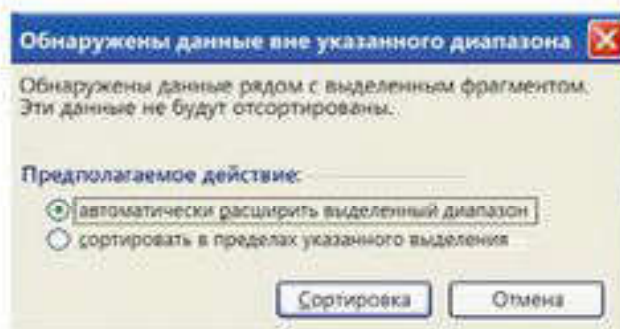 Обнаружены данные вне указанного диапазона
Обнаружены данные рядом с выделенным фрагментом.
Эти данные не будут отсортированы.
Предполагаемое действие:
автоматически расширить выделенный диапазон
сортировать в пределах указанного выделения
Сортировка
Отмена